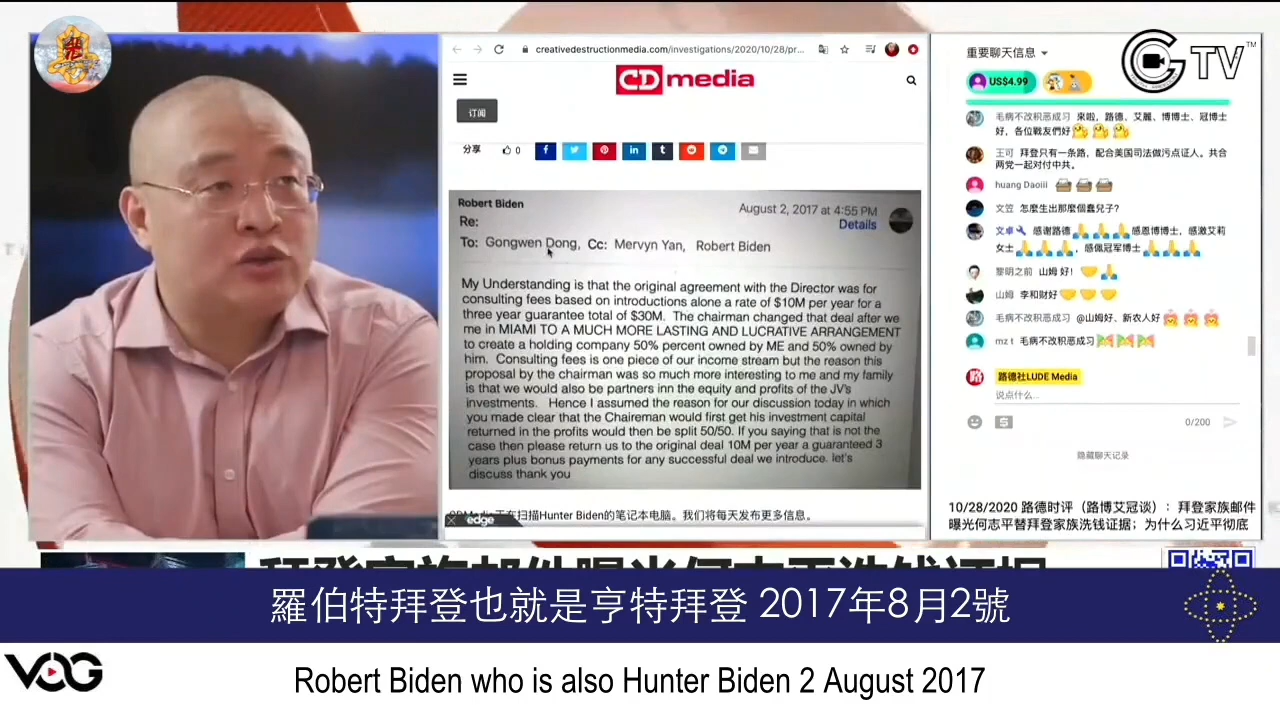 creativedestructionmedia.com/investigations/2020/10/28/pr...
CD media
订阅
分享
0
Robert Biden
August 2, 2017 at 4:55 PM
Re:
Details
To: Gongwen Dong, Cc: Mervyn Yan, Robert Biden
My Understanding is that the original agreement with the Director was for
consulting fees based on introductions alone a rate of $10M per year for a
three year guarantee total of $30M. The chairman changed that deal after we
me in MIAMI TO A MUCH MORE LASTING AND LUCRATIVE ARRANGEMENT
to create a holding company 50% percent owned by ME and 50% owned by
him. Consulting fees is one piece of our income stream but the reason this
proposal by the chairman was so much more interesting to me and my family
is that we would also be partners inn the equity and profits of the JV's
investments. Hence I assumed the reason for our discussion today in which
you made clear that the Chaireman would first get his investment capital
returned in the profits would then be split 50/50. If you saying that is not the
case then please return us to the original deal 10M per year a guaranteed 3
years plus bonus payments for any successful deal we introduce. let's
discuss thank you
正在扫描Hunter Biden的笔记本电脑。我们将每天发布更多信息。
edge
重要聊天信息
GTV™
US$4.99
毛病不改积恶成习 來啦，路德、艾麗、博博士、冠博士
好，各位戰友們好
王可 拜登只有一条路，配合美国司法做污点证人。共合
两党一起对付中共。
huang Daoiii
文笠 怎麼生出那麼個蠢兒子?
文卓 感谢路德 感恩博博士，感激艾莉
女士 ，感佩冠军博士
黎明之前 山姆 好！
山姆 李和财好
毛病不改积恶成习 @山姆好、新农人好
mz t 毛病不改积恶成习
路德社LUDE Media
说点什么...
0/200
隐藏聊天记录
10/28/2020 路德时评（路博艾冠谈）：拜登家族邮件
曝光何志平替拜登家族洗钱证据；为什么习近平彻底
拜登家族邮件曝光何志平洗钱证据
羅伯特拜登也就是亨特拜登 2017年8月2號
VOG
Robert Biden who is also Hunter Biden 2 August 2017